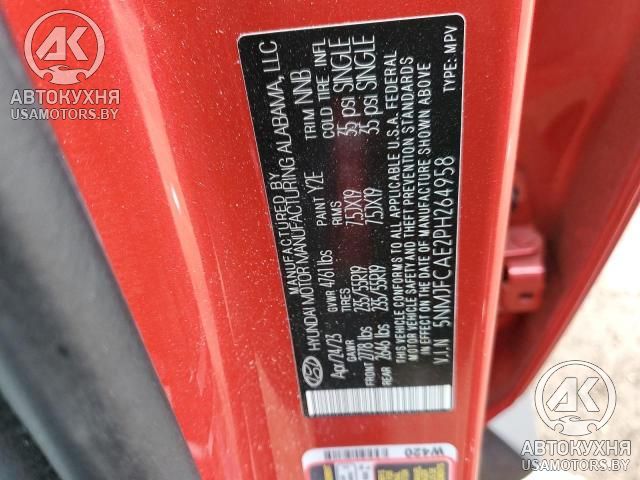 AK
АВТОКУХНЯ
USAMOTORS.BY
MANUFACTURED BY
HYUNDAI MOTOR MANUFACTURING ALABAMA, LLC
Apr/24/23 GVWR 4761 lbs PAINT Y2E TRIM NNB
GAWR TIRES RIMS COLD TIRE INFL
FRONT 2778 lbs 235/55R19 7.5JX19 35 psi SINGLE
REAR 2646 lbs 235/55R19 7.5JX19 35 psi SINGLE
THIS VEHICLE CONFORMS TO ALL APPLICABLE U.S.A. FEDERAL
MOTOR VEHICLE SAFETY AND THEFT PREVENTION STANDARDS
IN EFFECT ON THE DATE OF MANUFACTURE SHOWN ABOVE
V.I.N 5NMJFCAE2PH264958 TYPE: MPV
W420
AK
АВТОКУХНЯ
USAMOTORS.BY